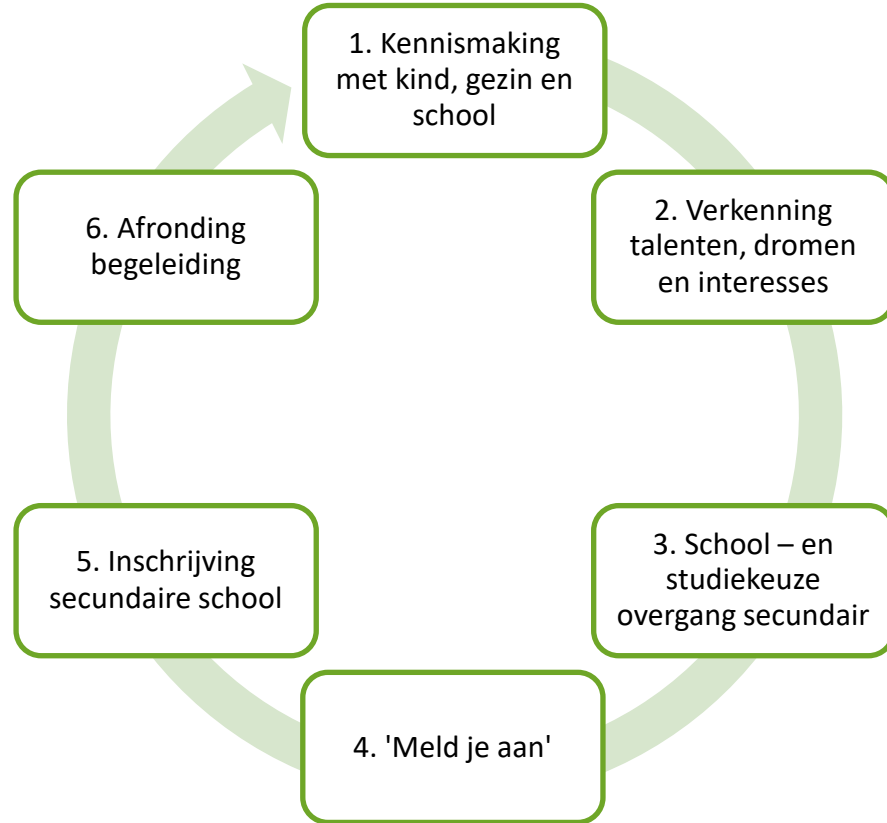 1. Kennismaking
met kind, gezin en
school
2. Verkenning
talenten, dromen
en interesses
3. School – en
studiekeuze
overgang secundair
4. 'Meld je aan'
5. Inschrijving
secundaire school
6. Afronding
begeleiding